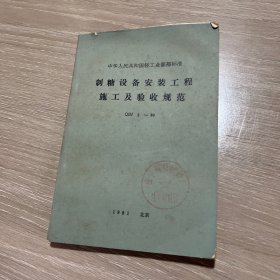 中华人民共和国轻工业部部标准
制糖设备安装工程
施工及验收规范
1981 北京